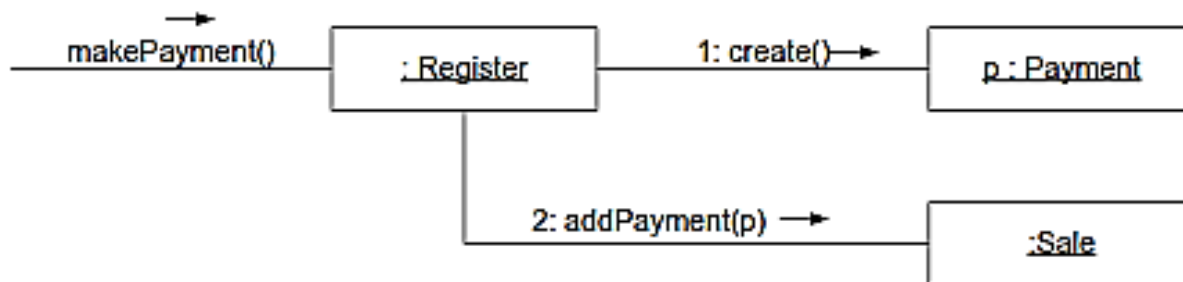 makePayment()
: Register
1: create()
p : Payment
2: addPayment(p)
:Sale